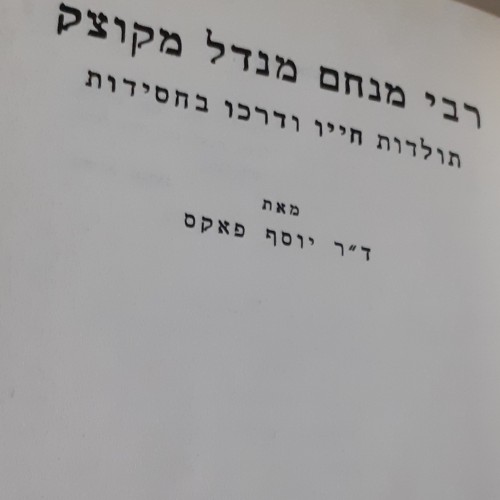 רבי מנחם מנדל מקוצק
תולדות חייו ודרכו בחסידות
מאת
ד״ר יוסף פאקס